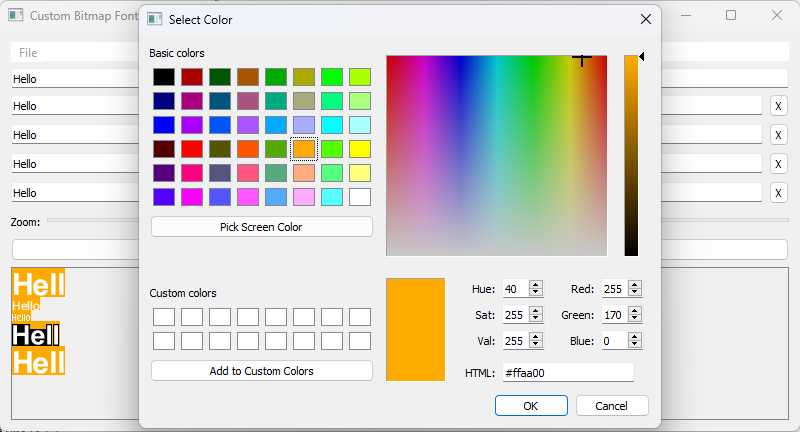 Custom Bitmap Font
Select Color
File
Hello
Hello
X
Hello
X
Hello
X
Hello
X
Zoom:
Hell
Hello
Hello
Hell
Hell
Basic colors
Pick Screen Color
Custom colors
Add to Custom Colors
Hue: 40 Red: 255
Sat: 255 Green: 170
Val: 255 Blue: 0
HTML: #ffaa00
OK Cancel